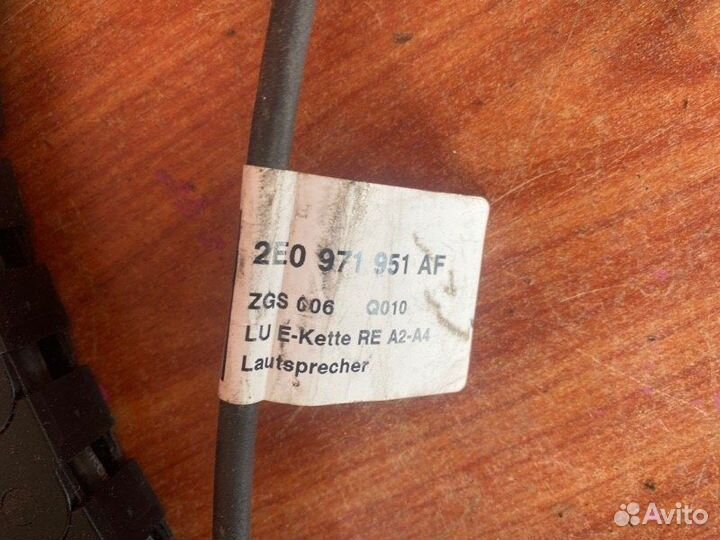 2E0 971 951 AF
ZGS 006 Q010
LU E-Kette RE A2-A4
Lautsprecher
Avito